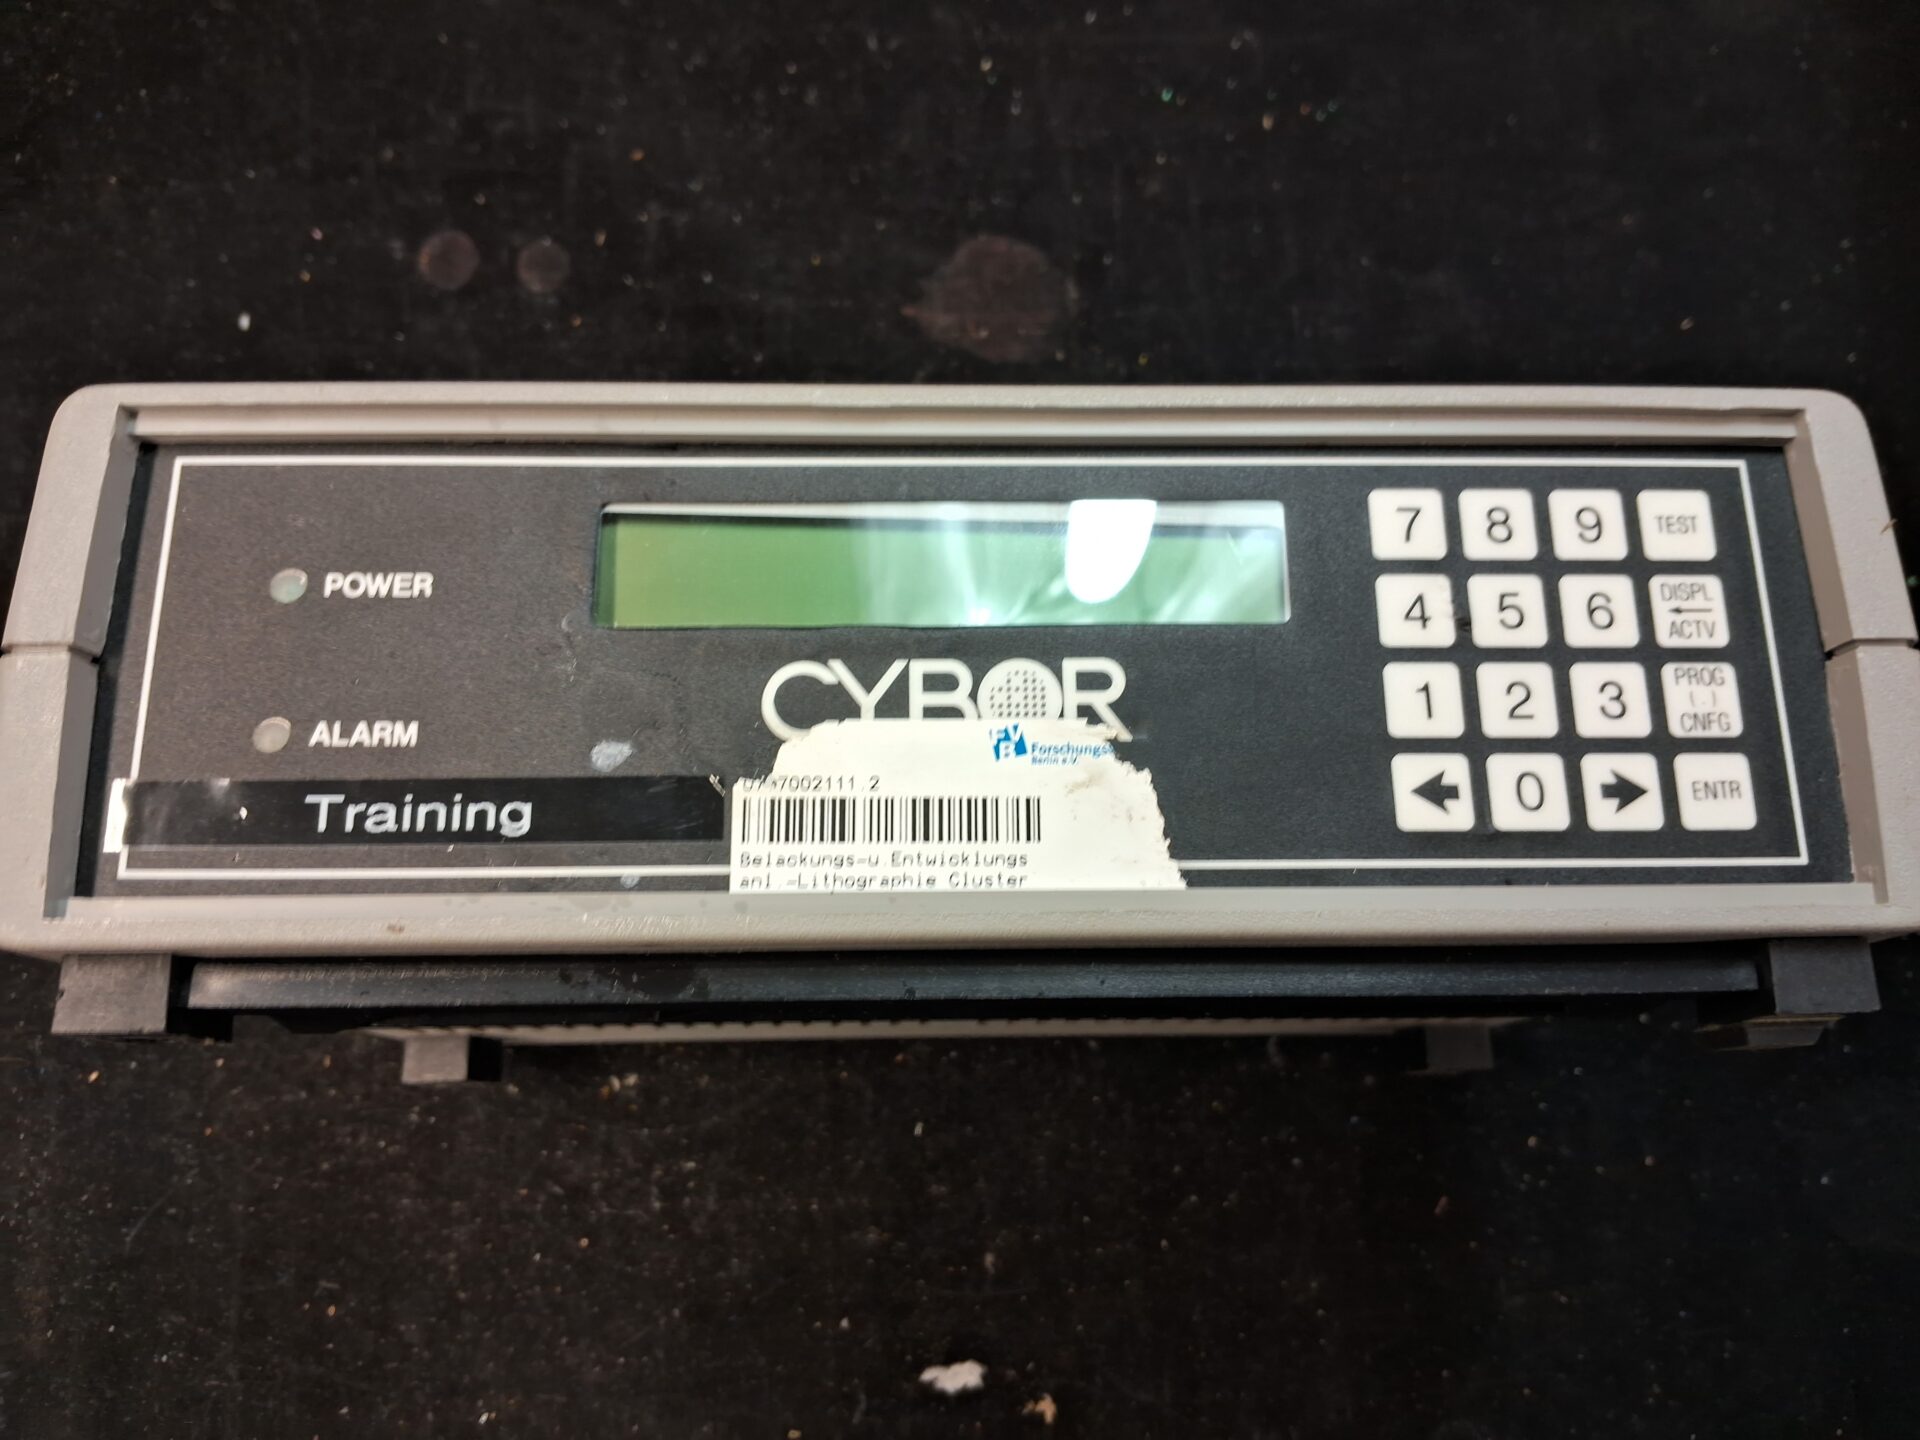 7 8 9 TEST
POWER
4 5 6 DISPL
ACTV
CYBOR
1 2 3 PROG
(.)
CNFG
ALARM
FVB Forschungs
Berlin e.V.
7002111.2
0 ENTR
Training
Belackungs-u.Entwicklungs
anl.-Lithographie Cluster